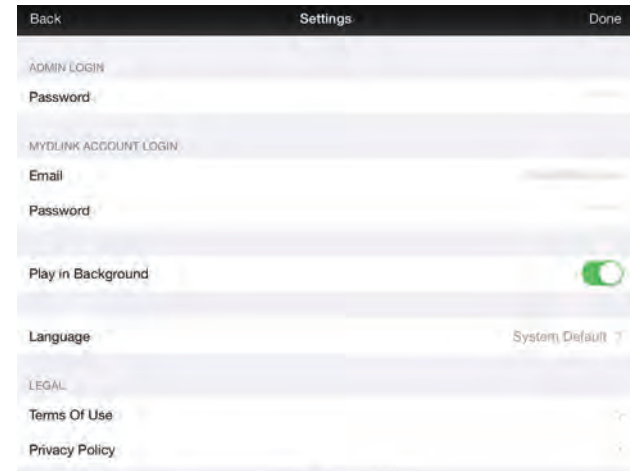 Back Settings Done
ADMIN LOGIN
Password
MYDLINK ACCOUNT LOGIN
Email
Password
Play in Background
Language System Default
LEGAL
Terms Of Use
Privacy Policy